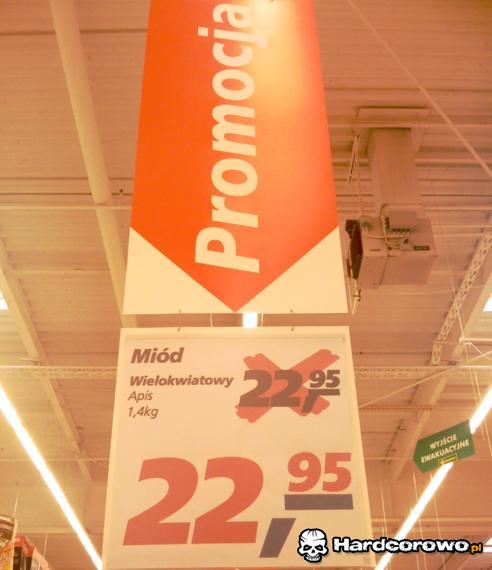 Promocja
Miód
Wielokwiatowy
Apis
1,4kg
22,95
22,95
WYJŚCIE
EWAKUACYJNE
Hardcorowo.pl